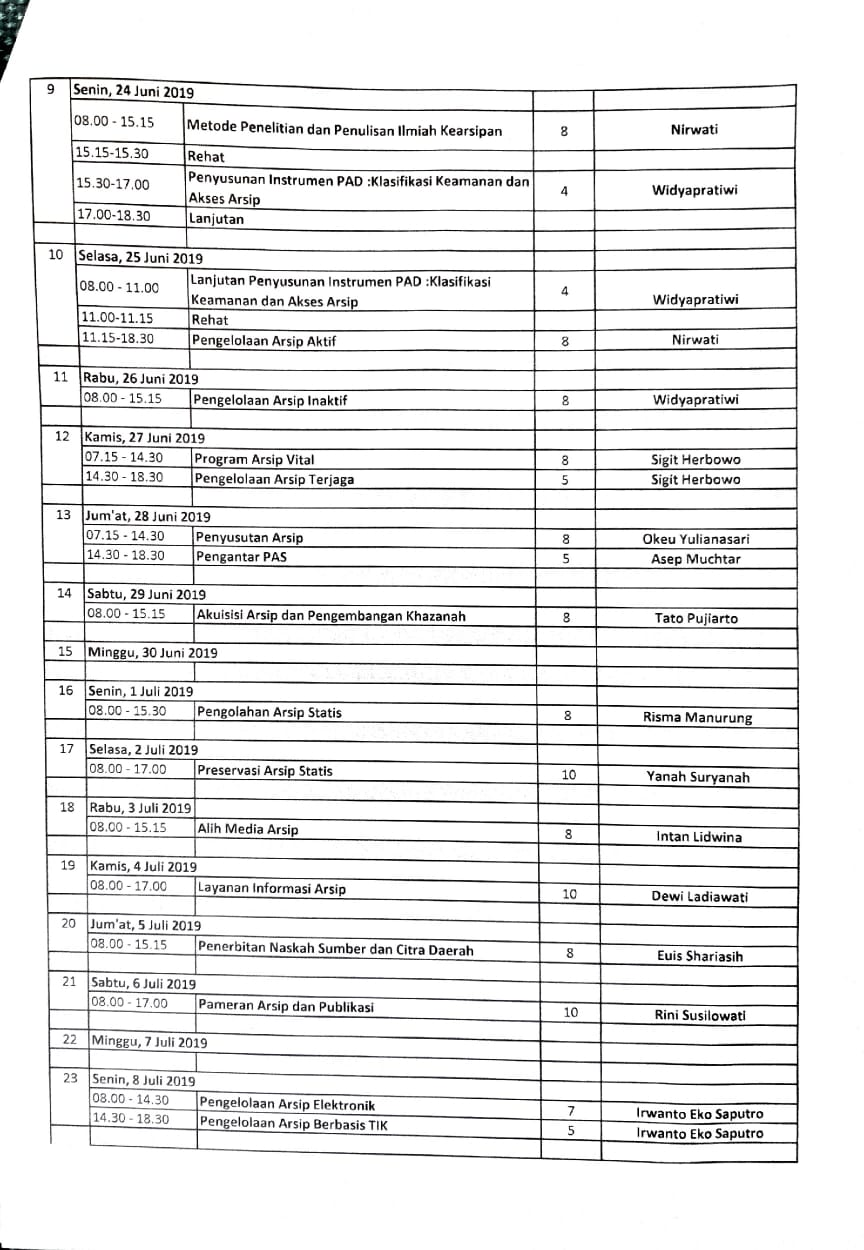 9 Senin, 24 Juni 2019
08.00 - 15.15 Metode Penelitian dan Penulisan Ilmiah Kearsipan 8 Nirwati
15.15-15.30 Rehat
15.30-17.00 Penyusunan Instrumen PAD :Klasifikasi Keamanan dan
Akses Arsip 4 Widyapratiwi
17.00-18.30 Lanjutan
10 Selasa, 25 Juni 2019
08.00 - 11.00 Lanjutan Penyusunan Instrumen PAD :Klasifikasi
Keamanan dan Akses Arsip 4 Widyapratiwi
11.00-11.15 Rehat
11.15-18.30 Pengelolaan Arsip Aktif 8 Nirwati
11 Rabu, 26 Juni 2019
08.00 - 15.15 Pengelolaan Arsip Inaktif 8 Widyapratiwi
12 Kamis, 27 Juni 2019
07.15 - 14.30 Program Arsip Vital 8 Sigit Herbowo
14.30 - 18.30 Pengelolaan Arsip Terjaga 5 Sigit Herbowo
13 Jum'at, 28 Juni 2019
07.15 - 14.30 Penyusutan Arsip 8 Okeu Yulianasari
14.30 - 18.30 Pengantar PAS 5 Asep Muchtar
14 Sabtu, 29 Juni 2019
08.00 - 15.15 Akuisisi Arsip dan Pengembangan Khazanah 8 Tato Pujiarto
15 Minggu, 30 Juni 2019
16 Senin, 1 Juli 2019
08.00 - 15.30 Pengolahan Arsip Statis 8 Risma Manurung
17 Selasa, 2 Juli 2019
08.00 - 17.00 Preservasi Arsip Statis 10 Yanah Suryanah
18 Rabu, 3 Juli 2019
08.00 - 15.15 Alih Media Arsip 8 Intan Lidwina
19 Kamis, 4 Juli 2019
08.00 - 17.00 Layanan Informasi Arsip 10 Dewi Ladiawati
20 Jum'at, 5 Juli 2019
08.00 - 15.15 Penerbitan Naskah Sumber dan Citra Daerah 8 Euis Shariasih
21 Sabtu, 6 Juli 2019
08.00 - 17.00 Pameran Arsip dan Publikasi 10 Rini Susilowati
22 Minggu, 7 Juli 2019
23 Senin, 8 Juli 2019
08.00 - 14.30 Pengelolaan Arsip Elektronik 7 Irwanto Eko Saputro
14.30 - 18.30 Pengelolaan Arsip Berbasis TIK 5 Irwanto Eko Saputro